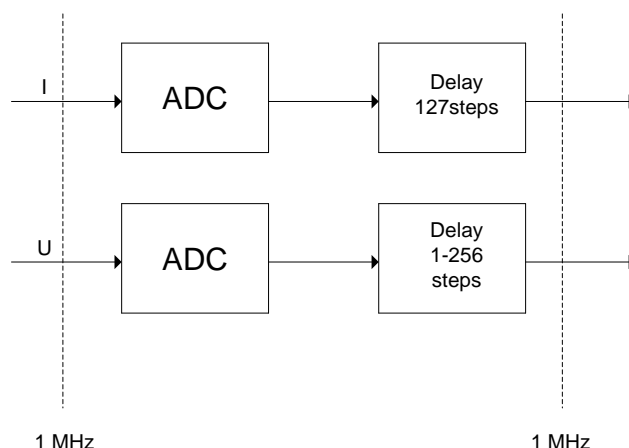 I
ADC
Delay
127steps
U
ADC
Delay
1-256
steps
1 MHz
1 MHz